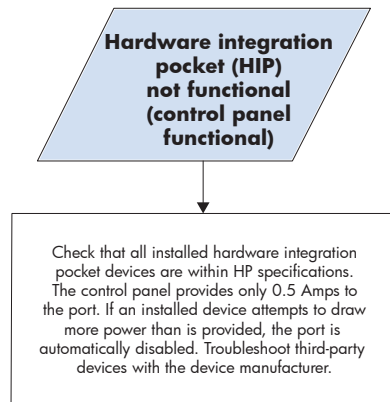 Hardware integration
pocket (HIP)
not functional
(control panel
functional)
Check that all installed hardware integration
pocket devices are within HP specifications.
The control panel provides only 0.5 Amps to
the port. If an installed device attempts to draw
more power than is provided, the port is
automatically disabled. Troubleshoot third-party
devices with the device manufacturer.